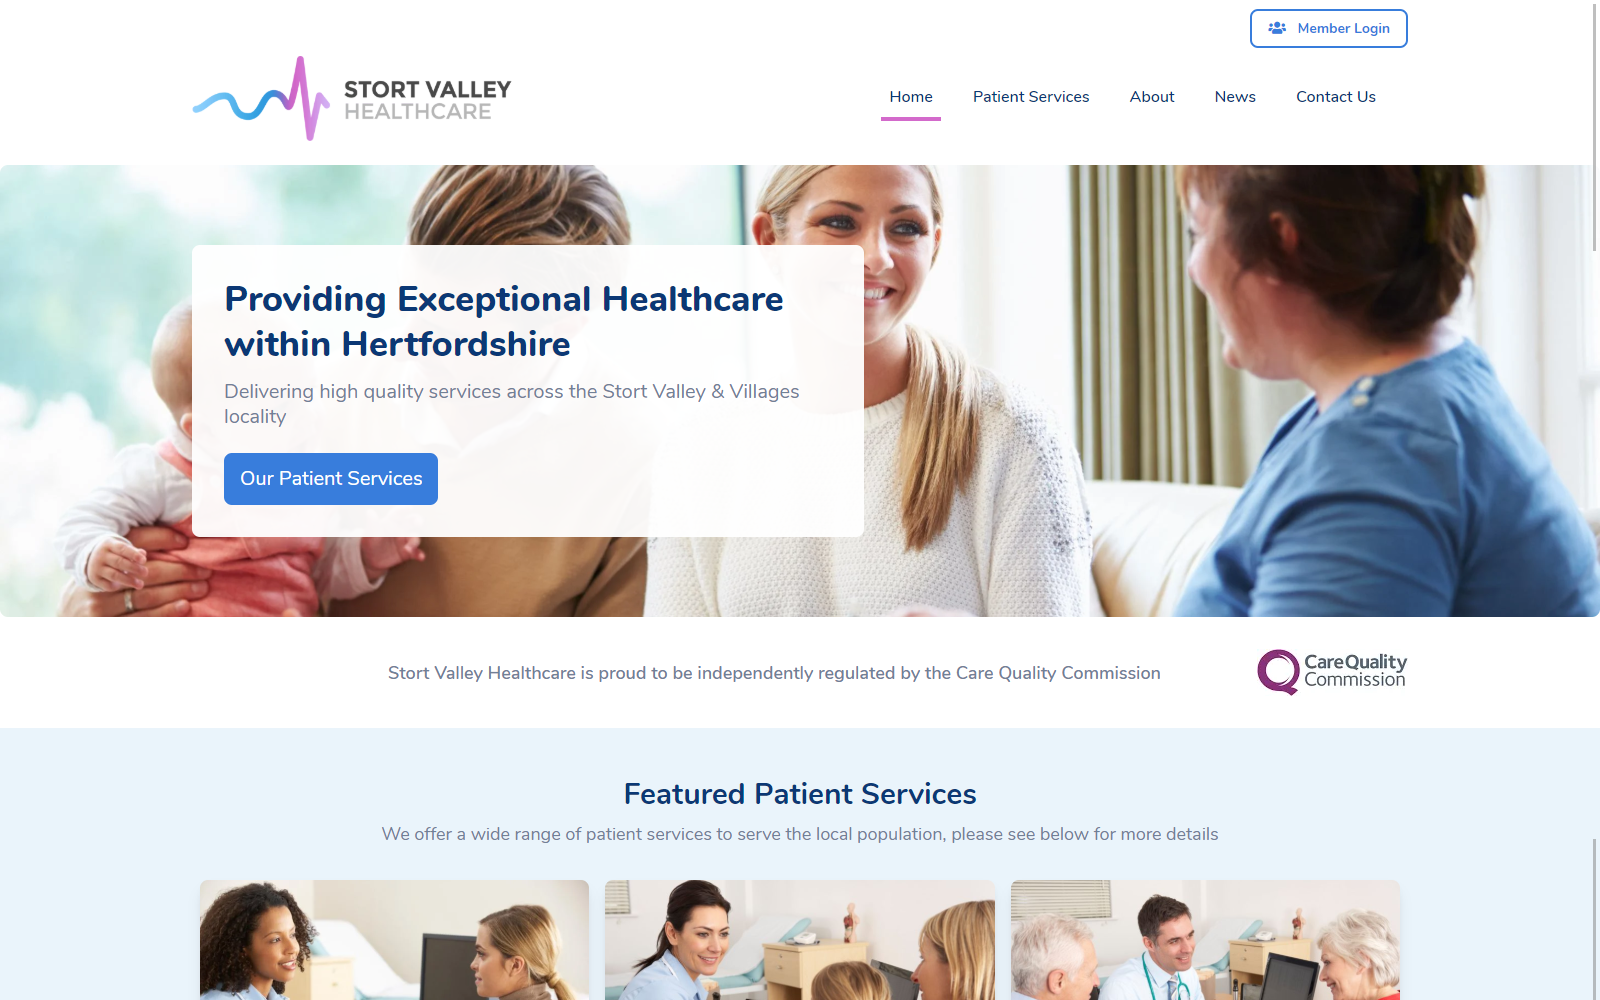 Member Login
STORT VALLEY
HEALTHCARE
Home
Patient Services
About
News
Contact Us
Providing Exceptional Healthcare
within Hertfordshire
Delivering high quality services across the Stort Valley & Villages
locality
Our Patient Services
Stort Valley Healthcare is proud to be independently regulated by the Care Quality Commission
CareQuality
Commission
Featured Patient Services
We offer a wide range of patient services to serve the local population, please see below for more details